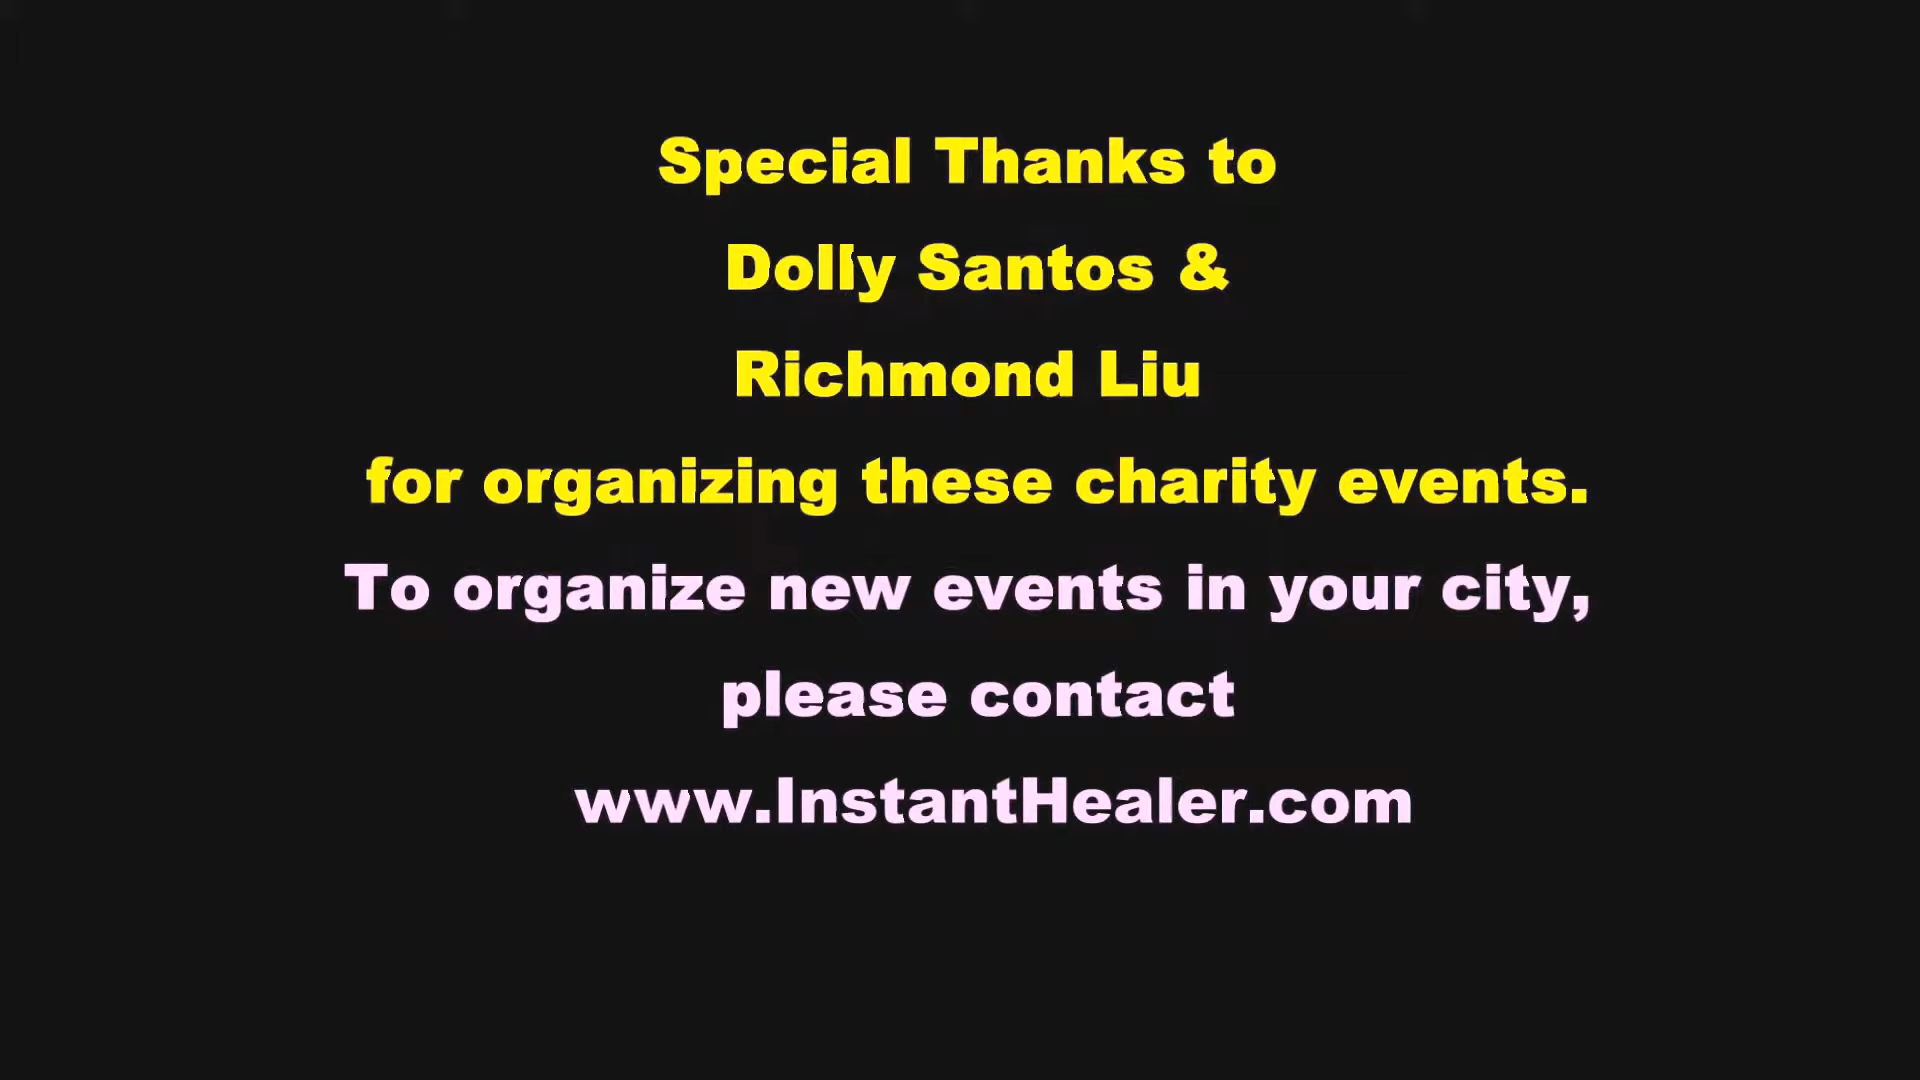 Special Thanks to
Dolly Santos &
Richmond Liu
for organizing these charity events.
To organize new events in your city,
please contact
www.InstantHealer.com